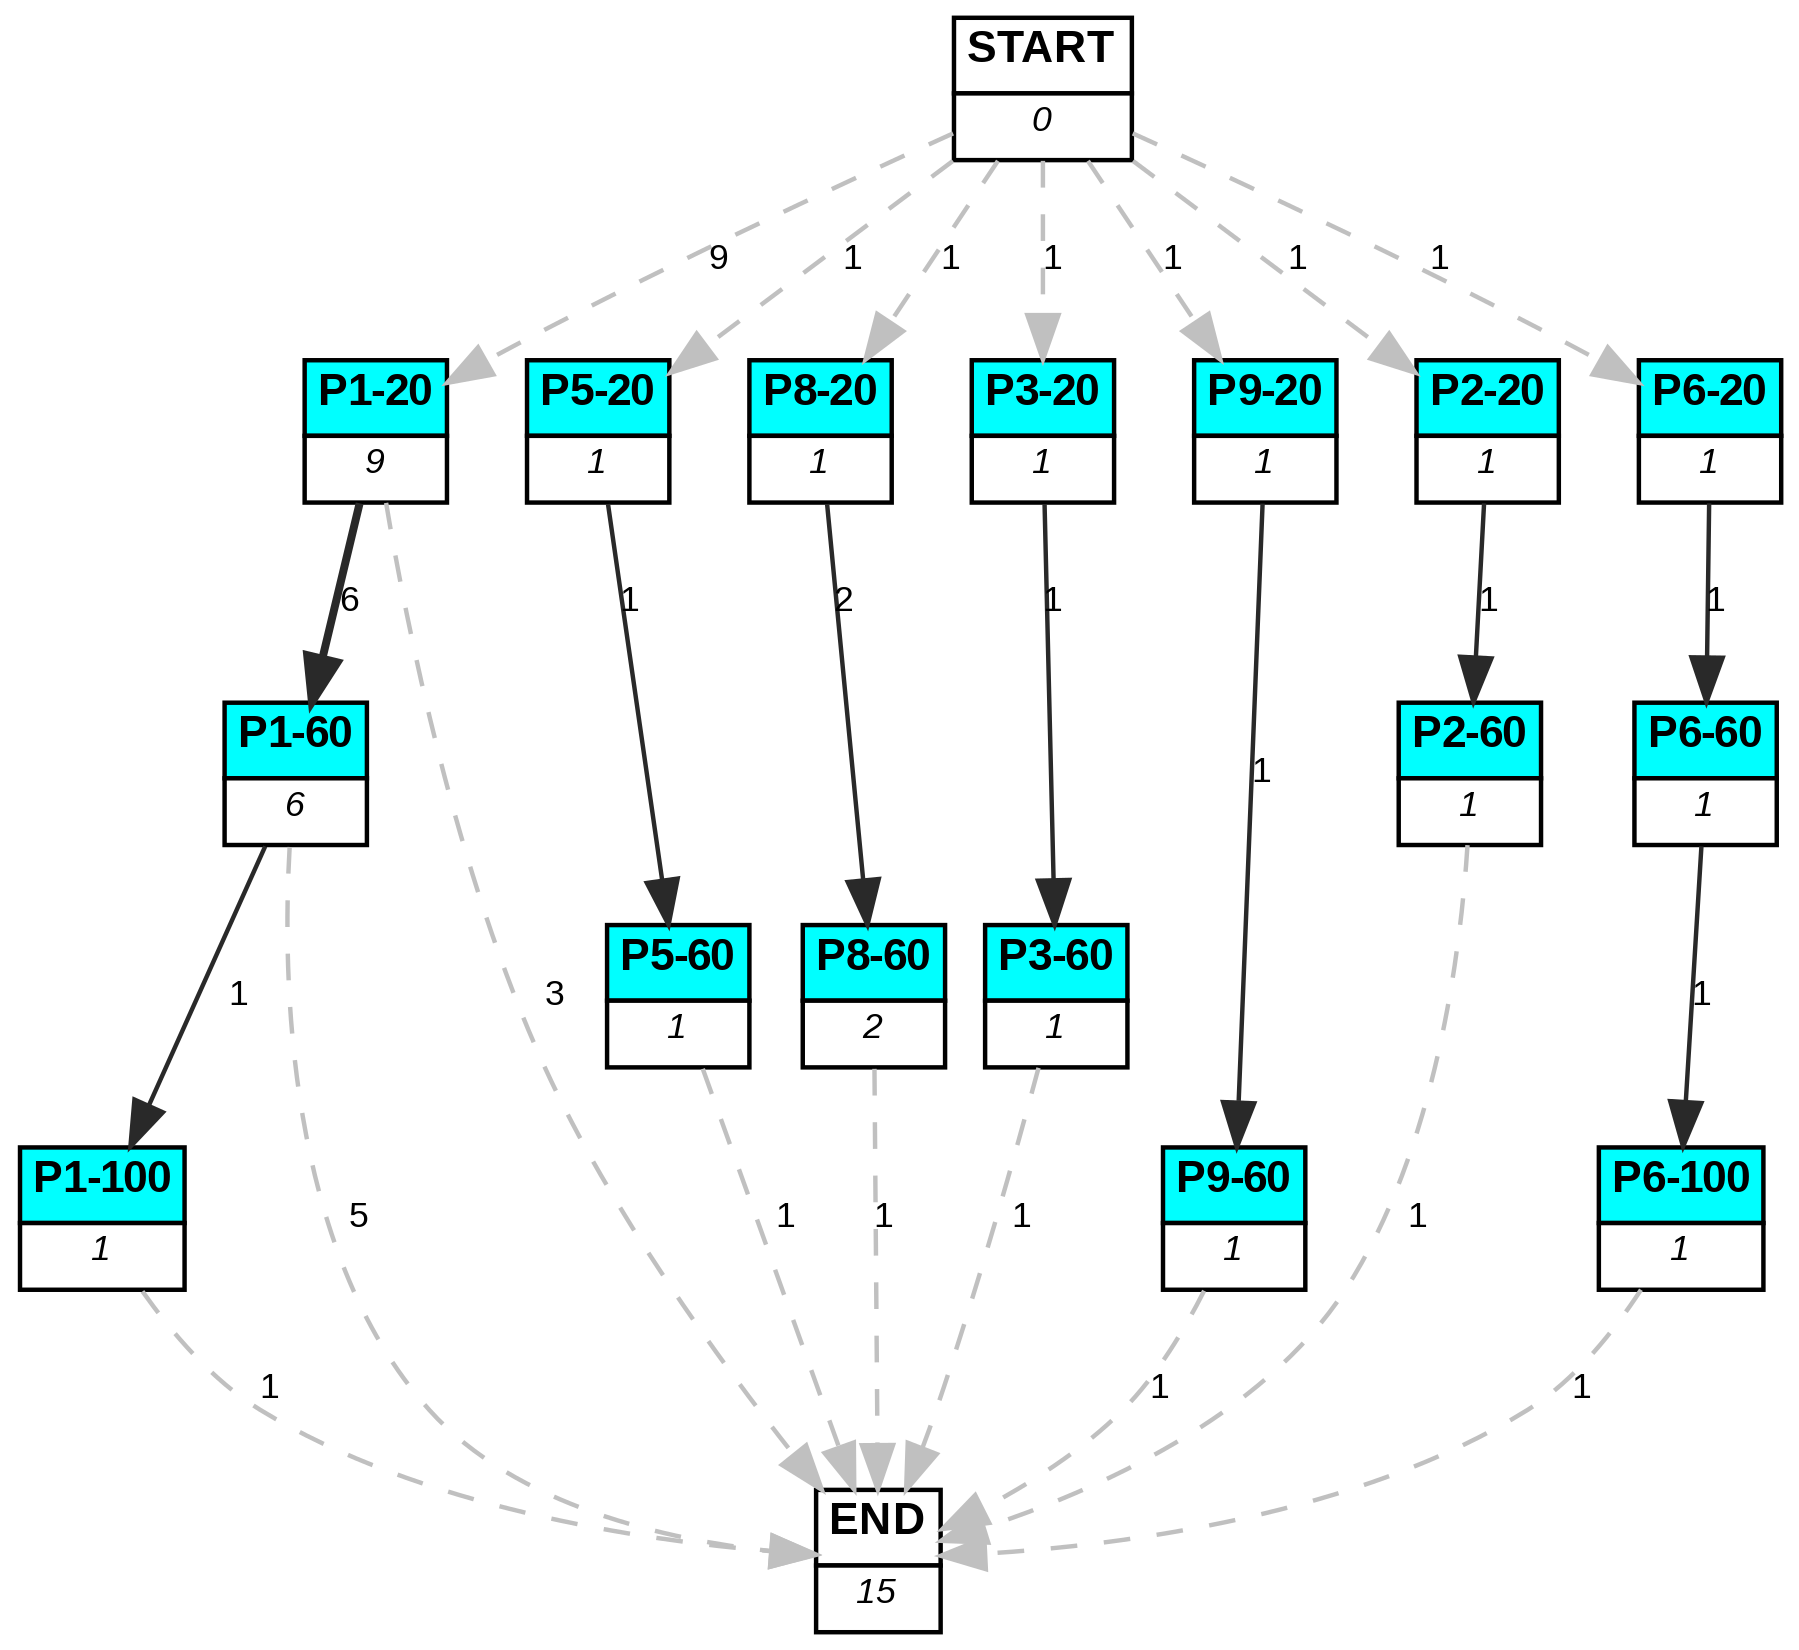 START
0
9 1 1 1 1 1 1
P1-20 P5-20 P8-20 P3-20 P9-20 P2-20 P6-20
9 1 1 1 1 1 1
6 1 2 1 1 1
P1-60 P2-60 P6-60
1
6 1 1
P5-60 P8-60 P3-60
1 3 1
1 2 1
P1-100 P9-60 P6-100
5 1 1 1 1
1 1 1
1 1 1
END
15